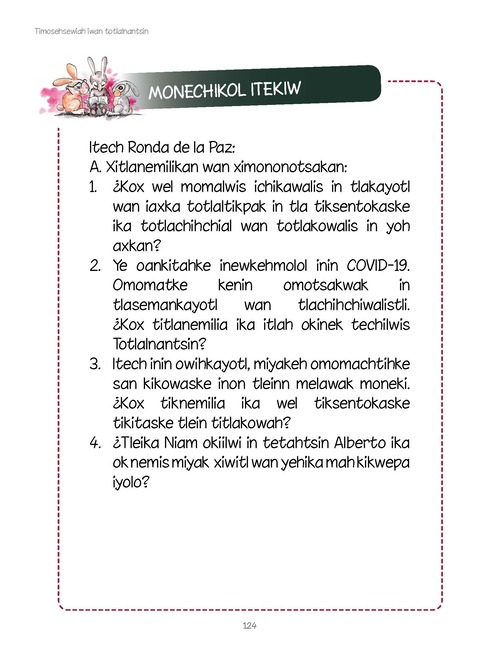 Timosehsewiah iwan totlalnantsin
MONECHIKOL ITEKIW
Itech Ronda de la Paz:
A. Xitlanemilikan wan ximononotsakan:
1. ¿Kox wel momalwis ichikawalis in tlakayotl
wan iaxka totlaltikpak in tla tiksentokaske
ika totlachihchial wan totlakowalis in yoh
axkan?
2. Ye oankitahke inewkehmolol inin COVID-19.
Omomatke kenin omotsakwak in
tlasemankayotl wan tlachihchiwalistli.
¿Kox titlanemilia ika itlah okinek techilwis
Totlalnantsin?
3. Itech inin owihkayotl, miyakeh omomachtihke
san kikowaske inon tleinn melawak moneki.
¿Kox tiknemilia ika wel tiksentokaske
tikitaske tlein titlakowah?
4. ¿Tleika Niam okiilwi in tetahtsin Alberto ika
ok nemis miyak xiwitl wan yehika mah kikwepa
iyolo?
124